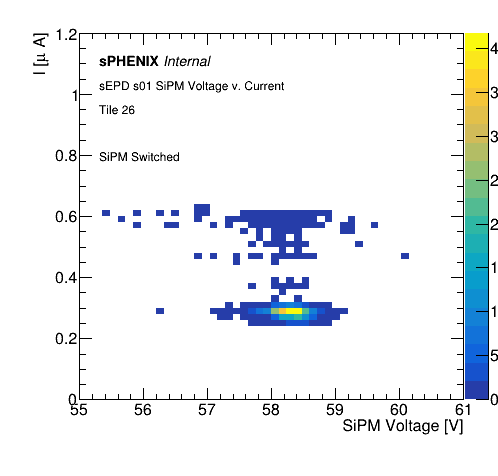 I [μ A]
1.2
1
0.8
0.6
0.4
0.2
0
sPHENIX Internal
sEPD s01 SiPM Voltage v. Current
Tile 26
SiPM Switched
55 56 57 58 59 60 61
SiPM Voltage [V]
4
3
3
2
2
1
1
5
0